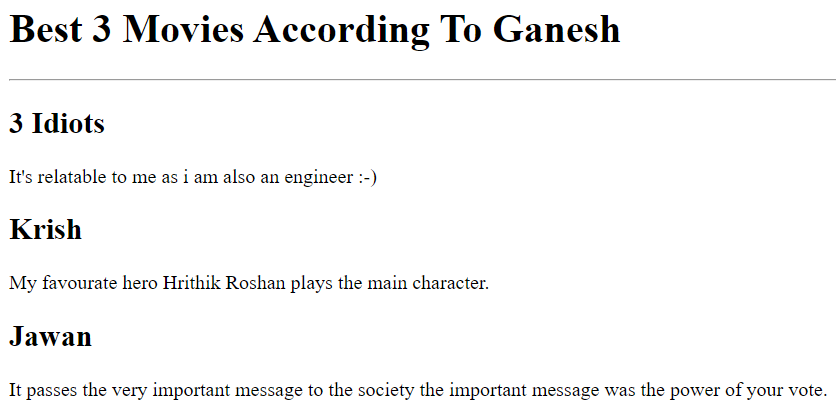 Best 3 Movies According To Ganesh
3 Idiots
It's relatable to me as i am also an engineer :-)
Krish
My favourate hero Hrithik Roshan plays the main character.
Jawan
It passes the very important message to the society the important message was the power of your vote.